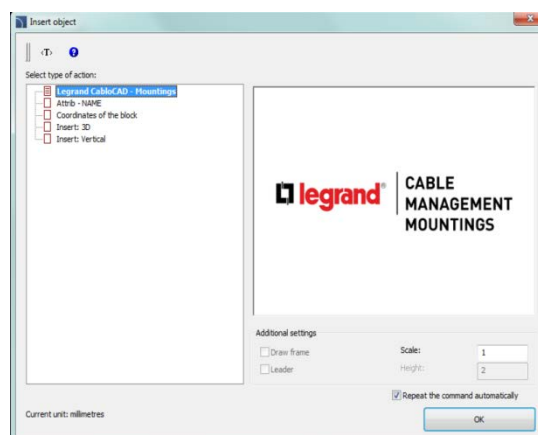 Insert object
‹T›
Select type of action:
Legrand CabloCAD - Mountings
Attrib - NAME
Coordinates of the block
Insert: 3D
Insert: Vertical
legrand®
CABLE
MANAGEMENT
MOUNTINGS
Additional settings
Draw frame
Scale:
1
Leader
Height:
2
Repeat the command automatically
Current unit: millimetres
OK